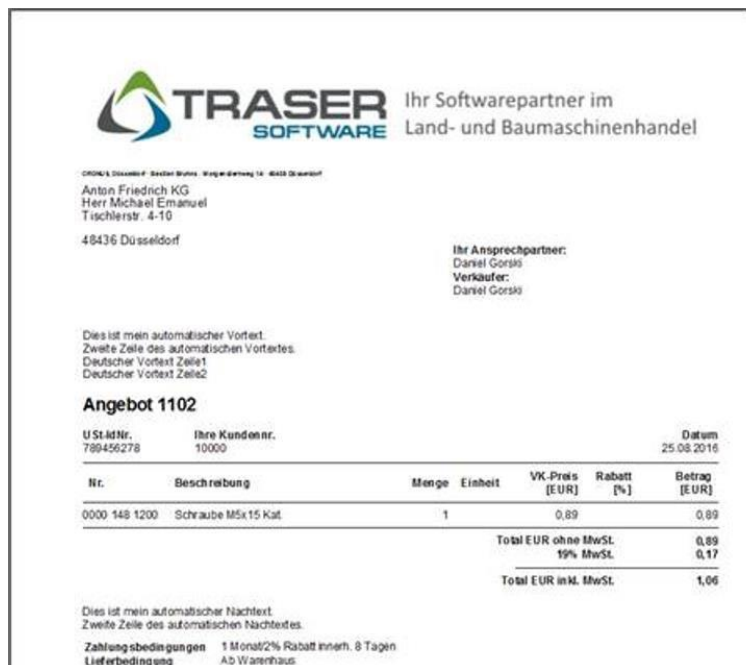 TRASER
SOFTWARE
Ihr Softwarepartner im
Land- und Baumaschinenhandel
Anton Friedrich KG
Herr Michael Emanuel
Tischlerstr. 4-10
48436 Düsseldorf
Ihr Ansprechpartner:
Daniel Gorski
Verkäufer:
Daniel Gorski
Dies ist mein automatischer Vortext.
Zweite Zeile des automatischen Vortextes.
Deutscher Vortext Zeile1
Deutscher Vortext Zeile2
Angebot 1102
USt-IdNr. Ihre Kundennr. Datum
789456278 10000 25.08.2016
Nr. Beschreibung Menge Einheit VK-Preis [EUR] Rabatt [%] Betrag [EUR]
0000 148 1200 Schraube M5x15 Kat. 1 0,89 0,89
Total EUR ohne MwSt. 0,89
19% MwSt. 0,17
Total EUR inkl. MwSt. 1,06
Dies ist mein automatischer Nachtext.
Zweite Zeile des automatischen Nachtextes.
Zahlungsbedingungen 1 Monat/2% Rabatt innerh. 8 Tagen
Lieferbedingung Ab Warenhaus